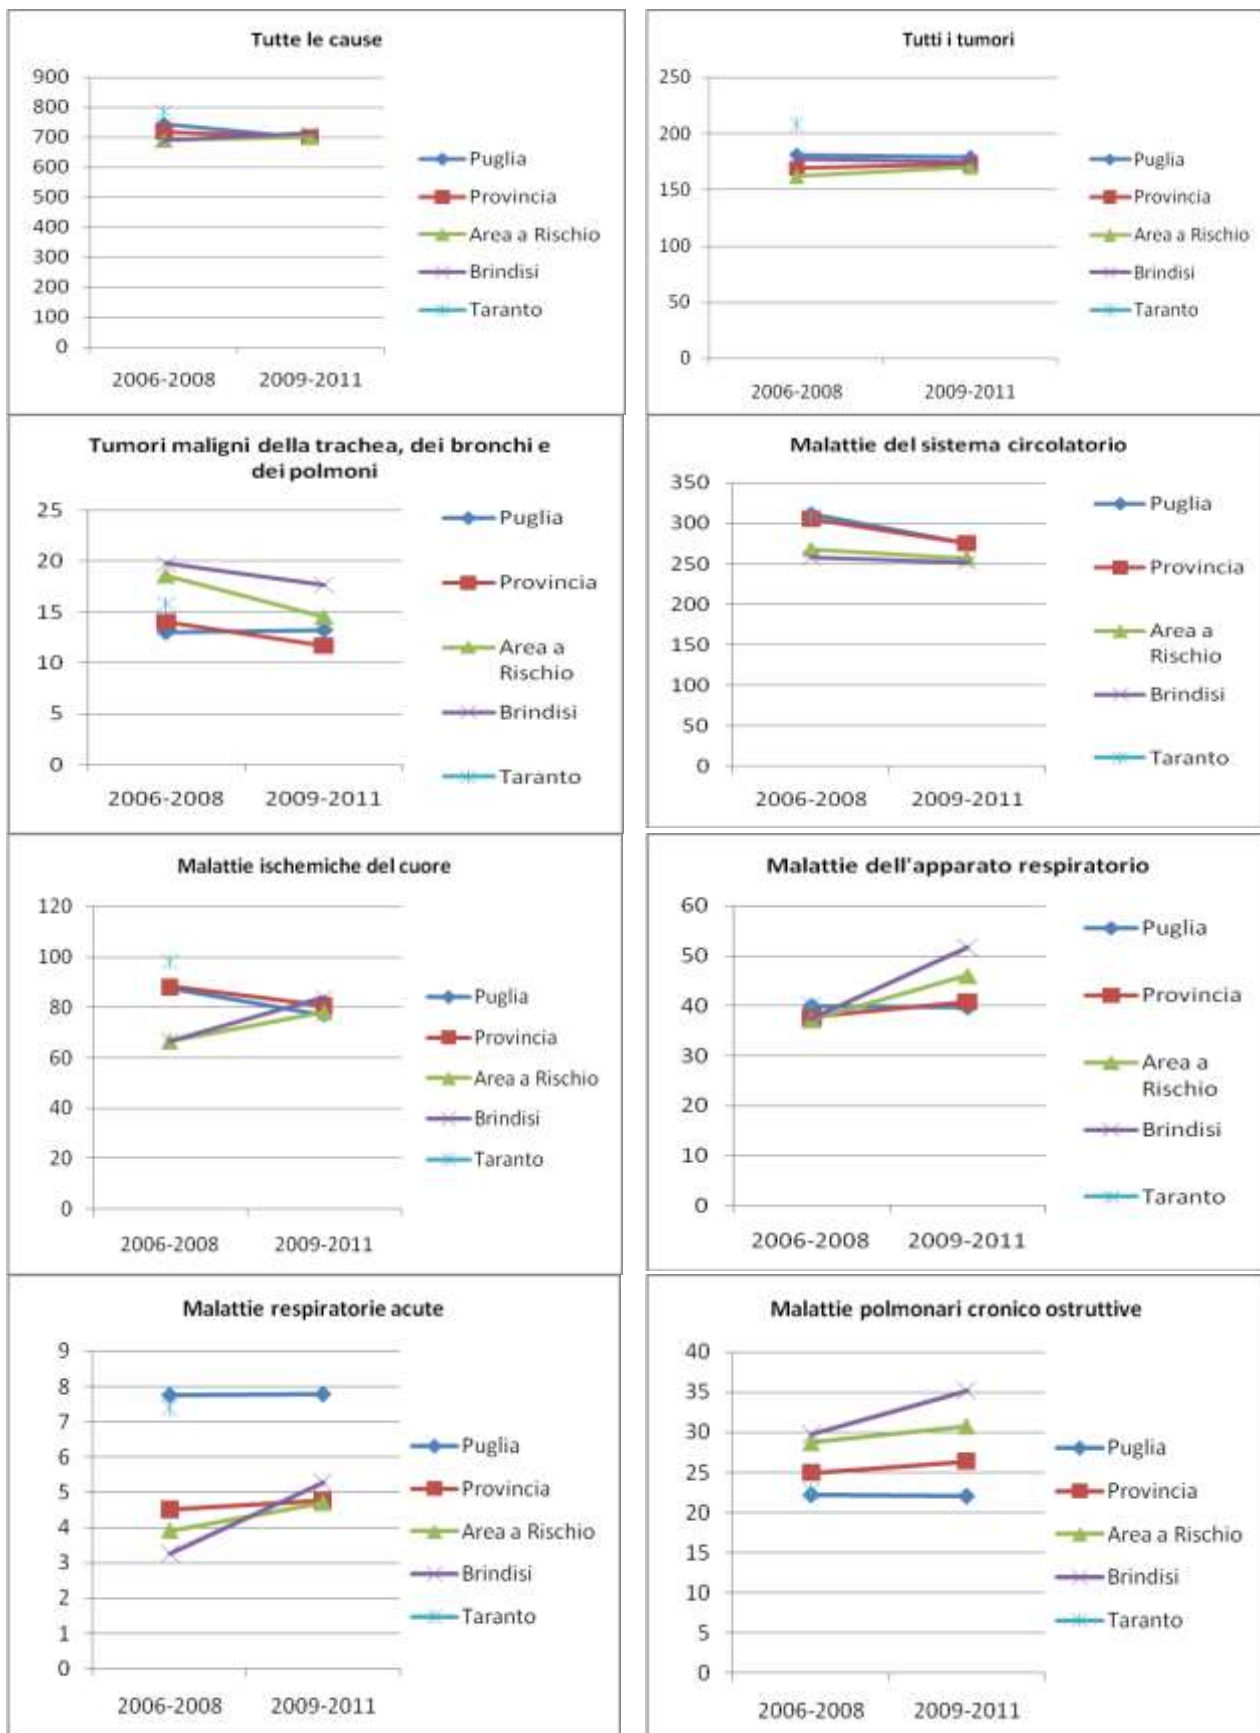 Tutte le cause
900
800
700
600
500
400
300
200
100
0
2006-2008
2009-2011
Puglia
Provincia
Area a Rischio
Brindisi
Taranto
Tutti i tumori
250
200
150
100
50
0
2006-2008
2009-2011
Puglia
Provincia
Area a Rischio
Brindisi
Taranto
Tumori maligni della trachea, dei bronchi e
dei polmoni
25
20
15
10
5
0
2006-2008
2009-2011
Puglia
Provincia
Area a
Rischio
Brindisi
Taranto
Malattie del sistema circolatorio
350
300
250
200
150
100
50
0
2006-2008
2009-2011
Puglia
Provincia
Area a
Rischio
Brindisi
Taranto
Malattie ischemiche del cuore
120
100
80
60
40
20
0
2006-2008
2009-2011
Puglia
Provincia
Area a Rischio
Brindisi
Taranto
Malattie dell'apparato respiratorio
60
50
40
30
20
10
0
2006-2008
2009-2011
Puglia
Provincia
Area a
Rischio
Brindisi
Taranto
Malattie respiratorie acute
9
8
7
6
5
4
3
2
1
0
2006-2008
2009-2011
Puglia
Provincia
Area a Rischio
Brindisi
Taranto
Malattie polmonari cronico ostruttive
40
35
30
25
20
15
10
5
0
2006-2008
2009-2011
Puglia
Provincia
Area a Rischio
Brindisi
Taranto